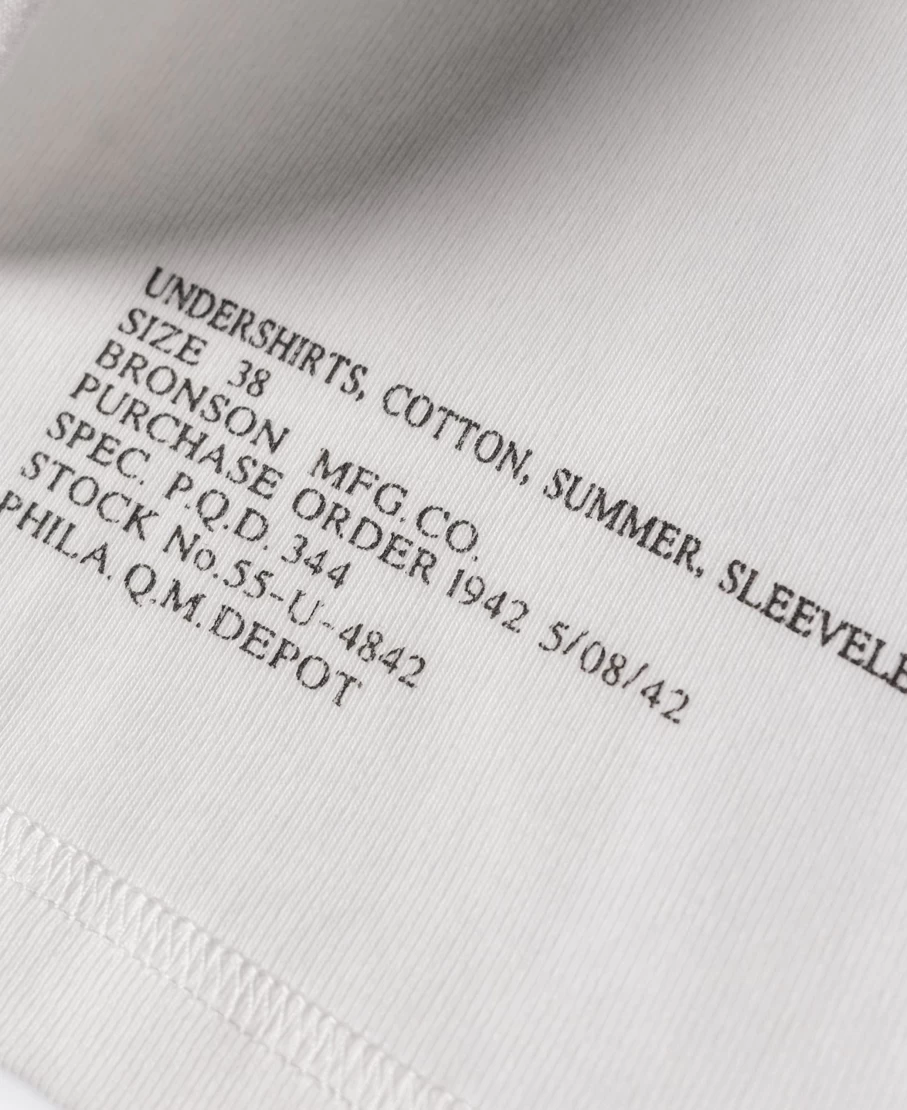 UNDERSHIRTS, COTTON, SUMMER, SLEEVELE
SIZE 38
BRONSON MFG.CO.
PURCHASE ORDER 1942 5/08/42
SPEC. P.Q.D. 344
STOCK No.55-U-4842
PHILA.Q.M.DEPOT